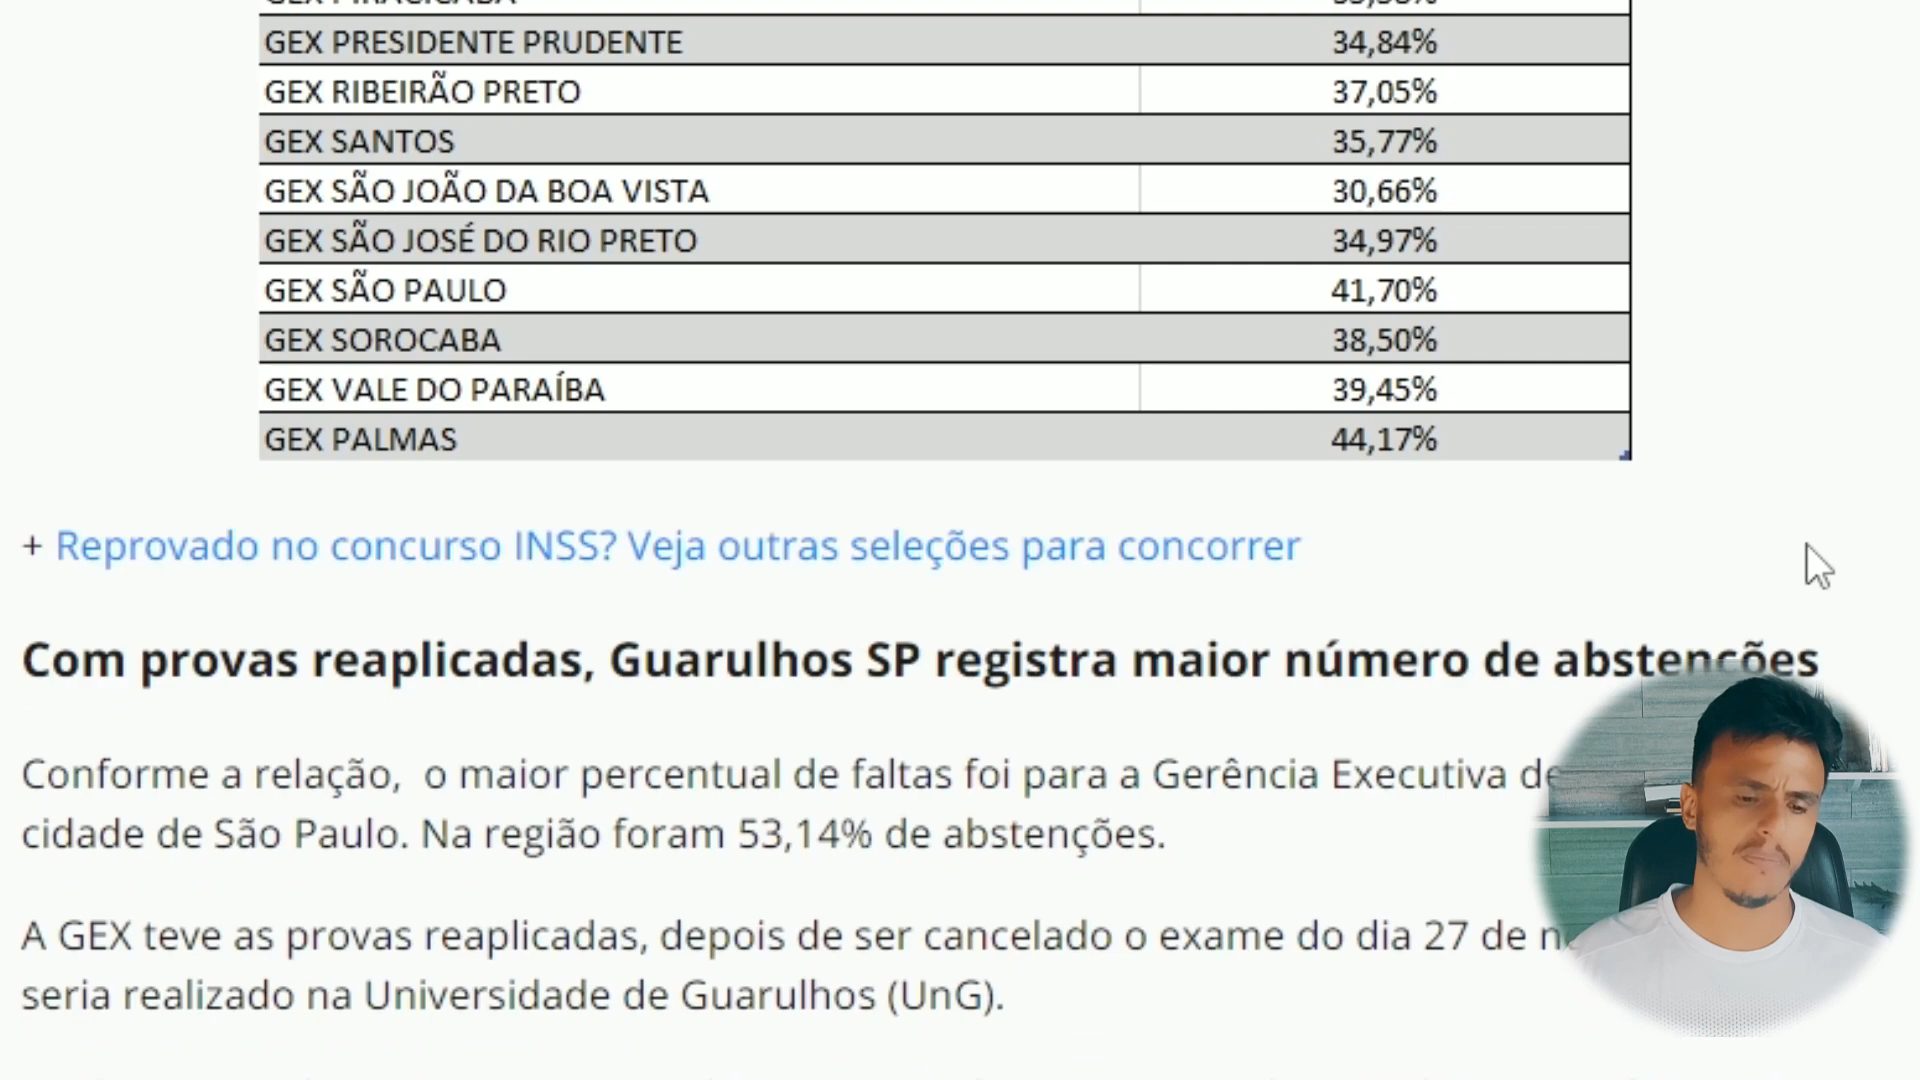 GEX PRESIDENTE PRUDENTE 34,84%
GEX RIBEIRÃO PRETO 37,05%
GEX SANTOS 35,77%
GEX SÃO JOÃO DA BOA VISTA 30,66%
GEX SÃO JOSÉ DO RIO PRETO 34,97%
GEX SÃO PAULO 41,70%
GEX SOROCABA 38,50%
GEX VALE DO PARAÍBA 39,45%
GEX PALMAS 44,17%
+ Reprovado no concurso INSS? Veja outras seleções para concorrer
Com provas reaplicadas, Guarulhos SP registra maior número de abstenções
Conforme a relação, o maior percentual de faltas foi para a Gerência Executiva de
cidade de São Paulo. Na região foram 53,14% de abstenções.
A GEX teve as provas reaplicadas, depois de ser cancelado o exame do dia 27 de
seria realizado na Universidade de Guarulhos (UnG).